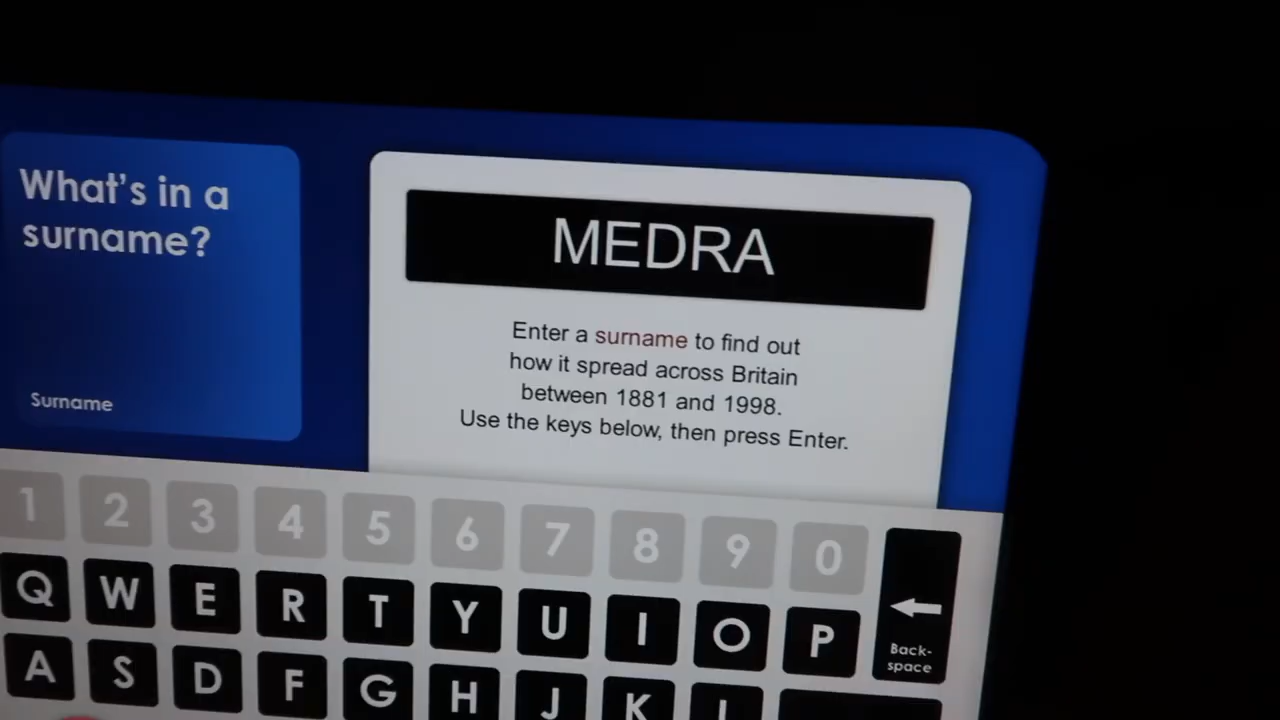 What's in a
surname?
Surname
MEDRA
Enter a surname to find out
how it spread across Britain
between 1881 and 1998.
Use the keys below, then press Enter.
1 2 3 4 5 6 7 8 9 0
Q W E R T Y U I O P
Back-
space
A S D F G H J K L